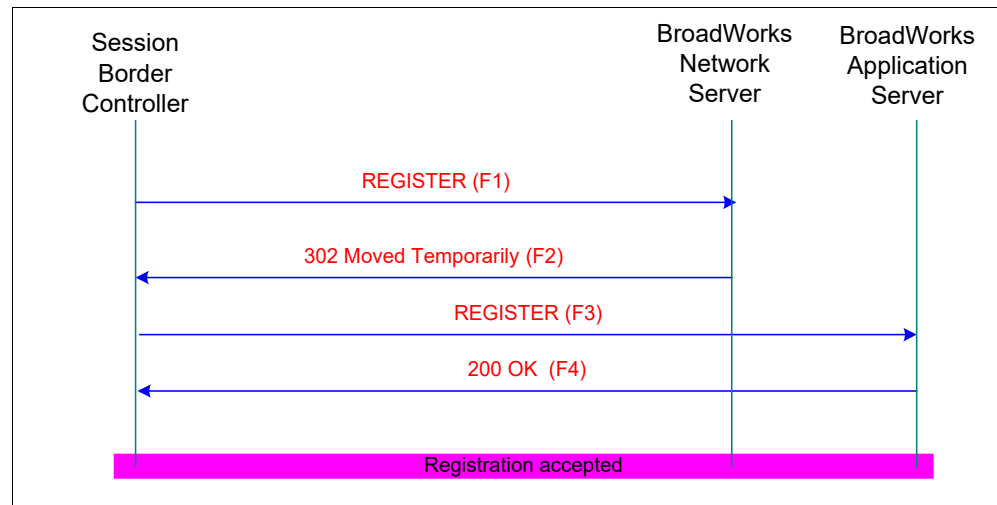 Session
Border
Controller
BroadWorks
Network
Server
BroadWorks
Application
Server
REGISTER (F1)
302 Moved Temporarily (F2)
REGISTER (F3)
200 OK  (F4)
Registration accepted